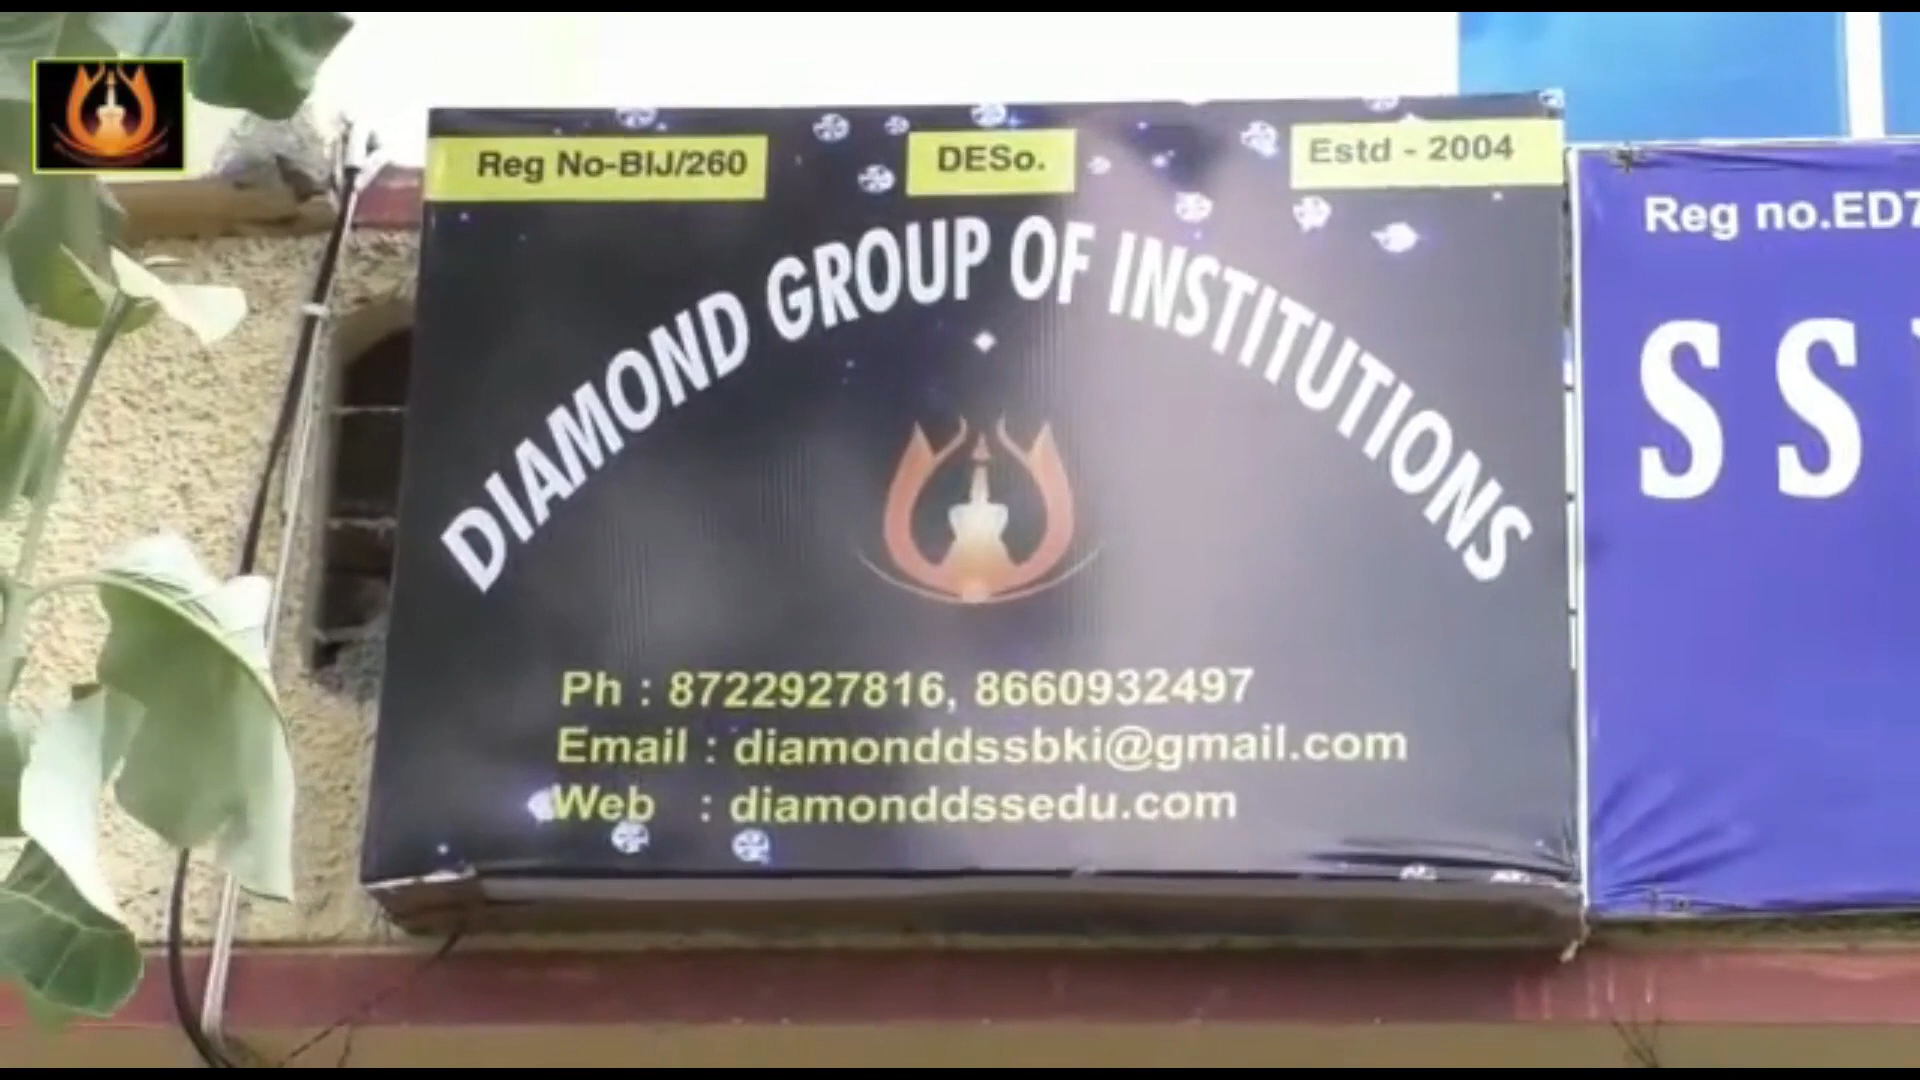 Reg No-BIJ/260
DESo.
Estd - 2004
DIAMOND GROUP OF INSTITUTIONS
Ph : 8722927816, 8660932497
Email : diamonddssbki@gmail.com
Web : diamonddssedu.com
Reg no.ED7
S S